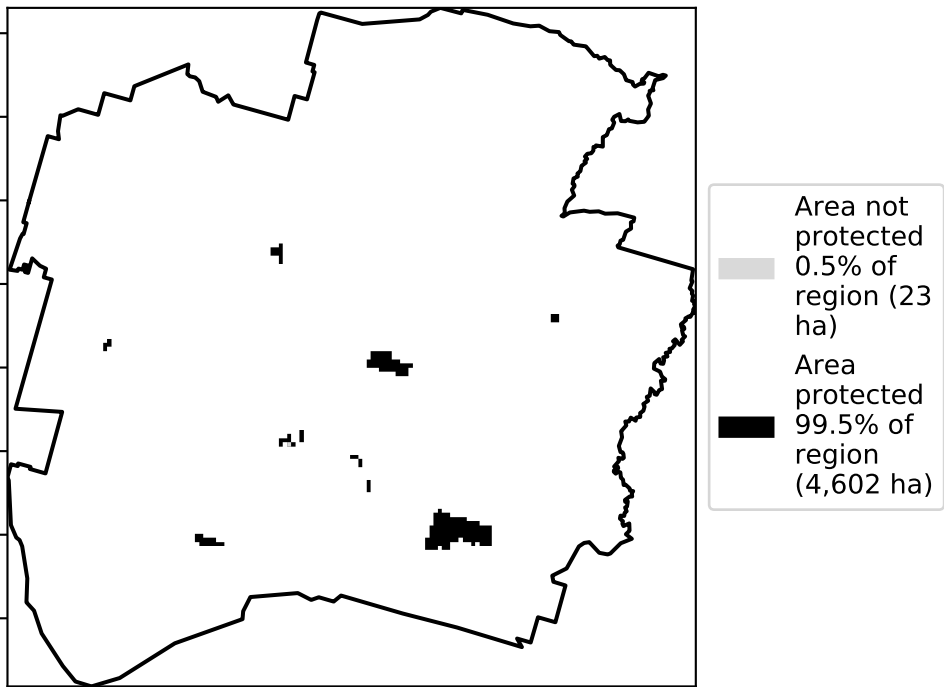 Area not
protected
0.5% of
region (23
ha)
Area
protected
99.5% of
region
(4,602 ha)